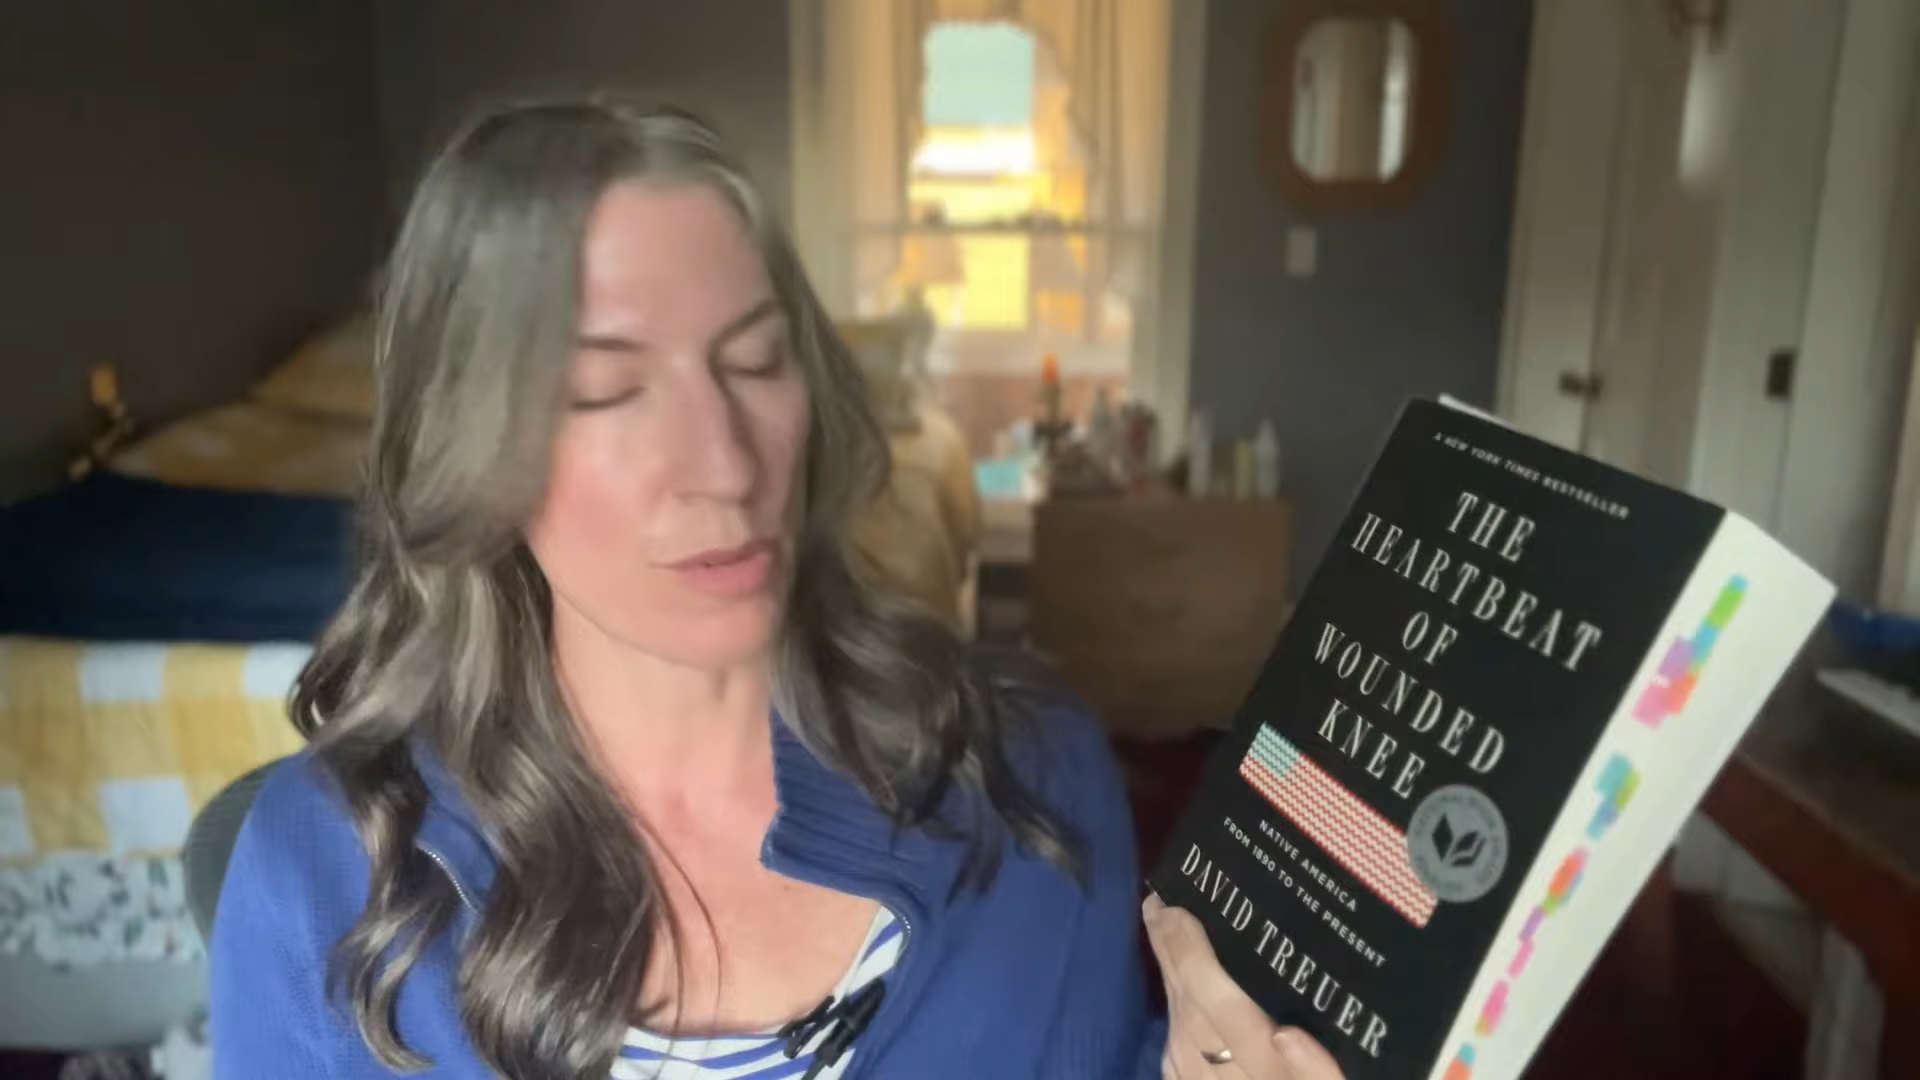 A NEW YORK TIMES BESTSELLER
THE
HEARTBEAT
OF
WOUNDED
KNEE
NATIVE AMERICA
FROM 1890 TO THE PRESENT
DAVID TREUER